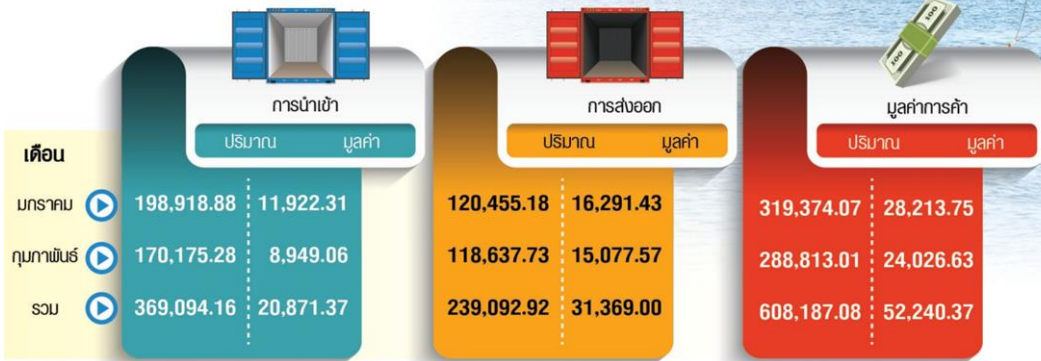 การนำเข้า การส่งออก มูลค่าการค้า
ปริมาณ มูลค่า ปริมาณ มูลค่า ปริมาณ มูลค่า
เดือน
มกราคม 198,918.88 11,922.31 120,455.18 16,291.43 319,374.07 28,213.75
กุมภาพันธ์ 170,175.28 8,949.06 118,637.73 15,077.57 288,813.01 24,026.63
รวม 369,094.16 20,871.37 239,092.92 31,369.00 608,187.08 52,240.37
100
100